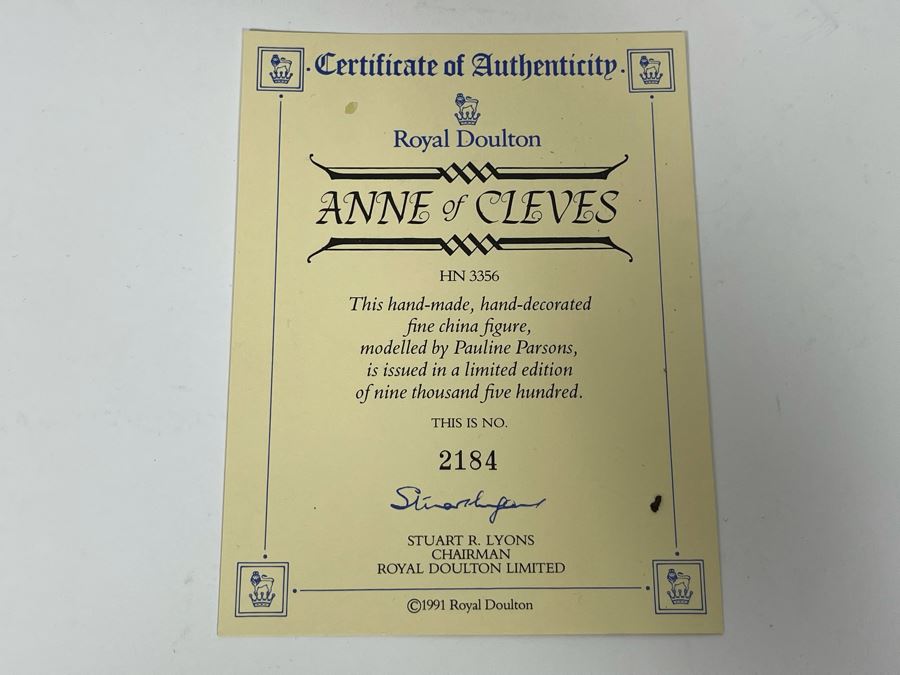 Certificate of Authenticity
Royal Doulton
ANNE of CLEVES
HN 3356
This hand-made, hand-decorated
fine china figure,
modelled by Pauline Parsons,
is issued in a limited edition
of nine thousand five hundred.
THIS IS NO.
2184
Stuart Lyons
STUART R. LYONS
CHAIRMAN
ROYAL DOULTON LIMITED
©1991 Royal Doulton